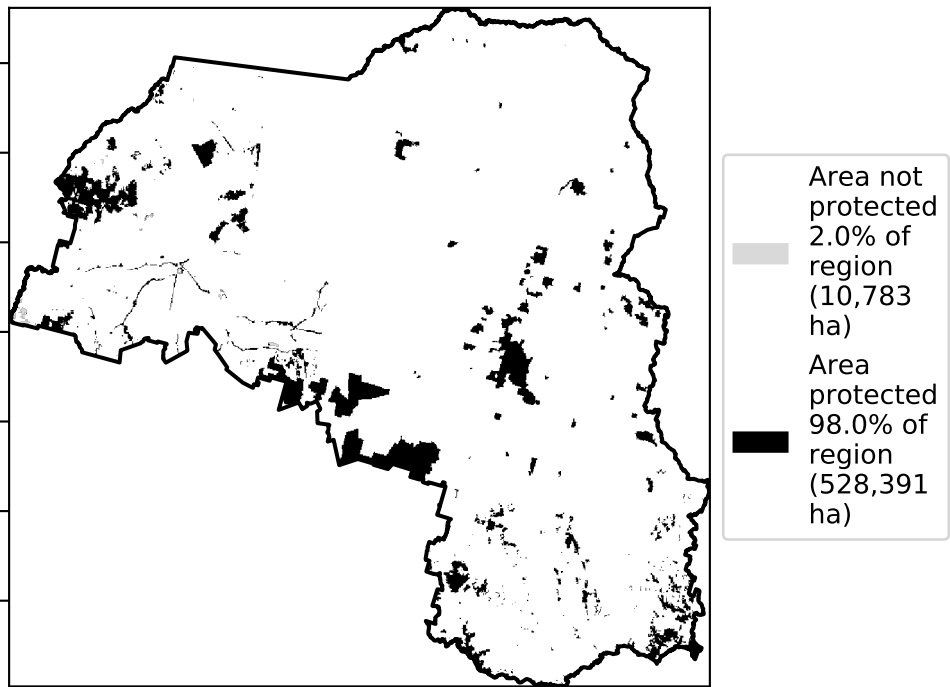 Area not
protected
2.0% of
region
(10,783
ha)
Area
protected
98.0% of
region
(528,391
ha)